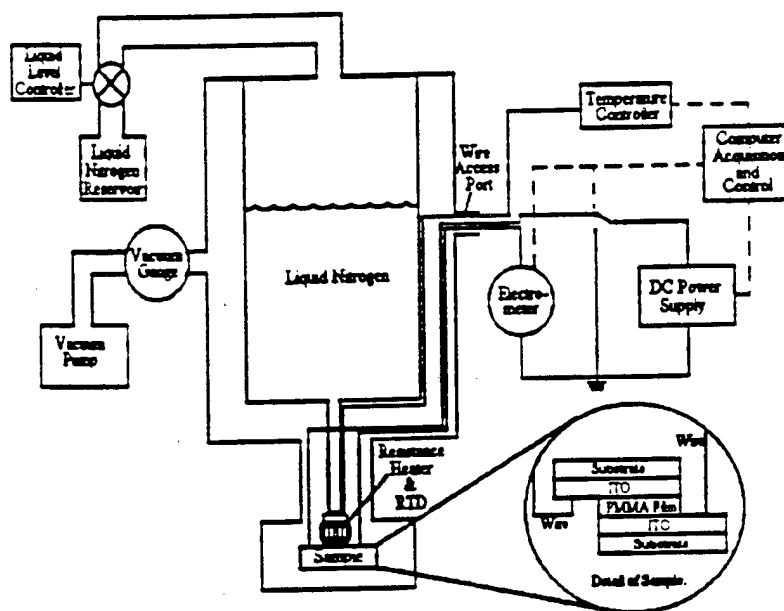 Liquid
Level
Controller
Liquid
Nitrogen
Reservoir
Vacuum
Gauge
Vacuum
Pump
Liquid Nitrogen
Wire
Access
Port
Temperature
Controller
Computer
Acquisition
and
Control
Electro-
meter
DC Power
Supply
Resistance
Heater
&
RTD
Sample
Wire
Substrate
ITO
PMMA Film
Wire
ITO
Substrate
Detail of Sample.